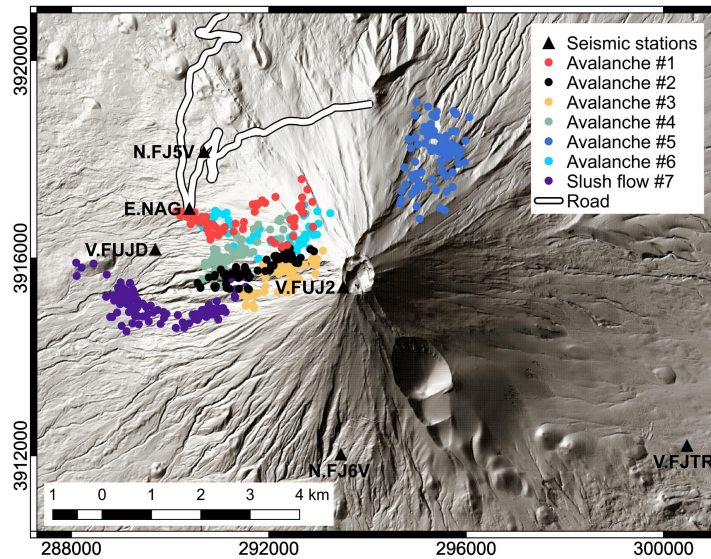 3920000
3916000
3912000
Seismic stations
Avalanche #1
Avalanche #2
Avalanche #3
Avalanche #4
Avalanche #5
Avalanche #6
Slush flow #7
Road
N.FJ5V
E.NAG
V.FUJD
V.FUJ2
N.FJ6V
V.FJTR
1 0 1 2 3 4 km
288000 292000 296000 300000